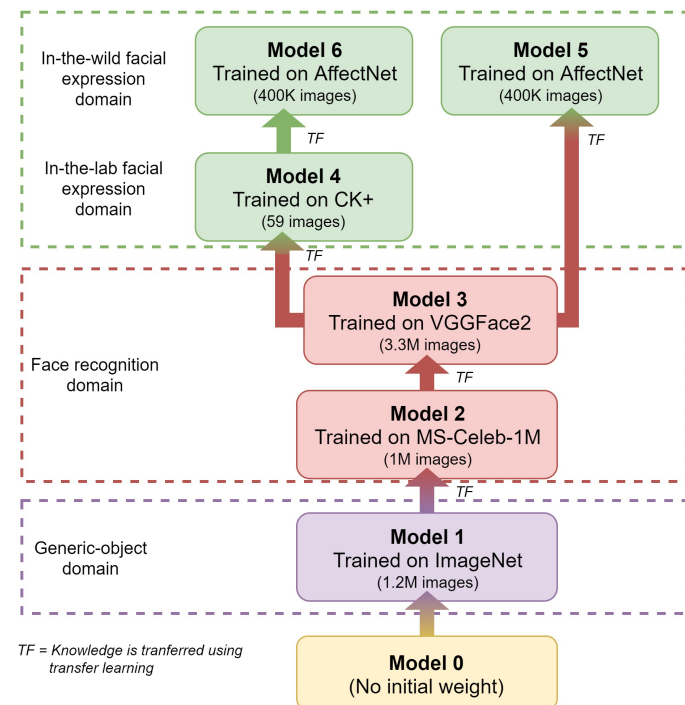 In-the-wild facial
expression
domain
Model 6
Trained on AffectNet
(400K images)
Model 5
Trained on AffectNet
(400K images)
TF
TF
In-the-lab facial
expression
domain
Model 4
Trained on CK+
(59 images)
TF
Face recognition
domain
Model 3
Trained on VGGFace2
(3.3M images)
TF
Model 2
Trained on MS-Celeb-1M
(1M images)
TF
Generic-object
domain
Model 1
Trained on ImageNet
(1.2M images)
TF = Knowledge is tranferred using
transfer learning
Model 0
(No initial weight)